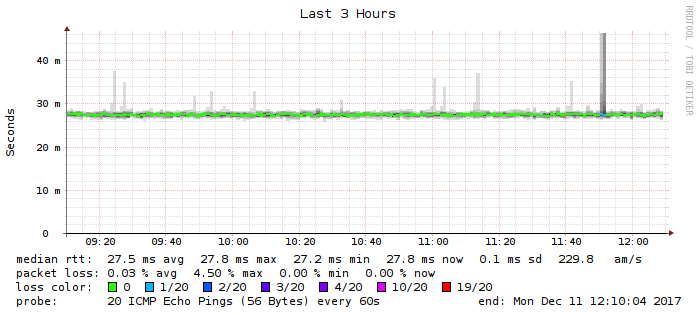 Last 3 Hours
RRDTOOL / TOBI OETIKER
Seconds
40 m
30 m
20 m
10 m
0
09:20 09:40 10:00 10:20 10:40 11:00 11:20 11:40 12:00
median rtt: 27.5 ms avg 27.8 ms max 27.2 ms min 27.8 ms now 0.1 ms sd 229.8 am/s
packet loss: 0.03 % avg 4.50 % max 0.00 % min 0.00 % now
loss color: 0 1/20 2/20 3/20 4/20 10/20 19/20
probe: 20 ICMP Echo Pings (56 Bytes) every 60s end: Mon Dec 11 12:10:04 2017